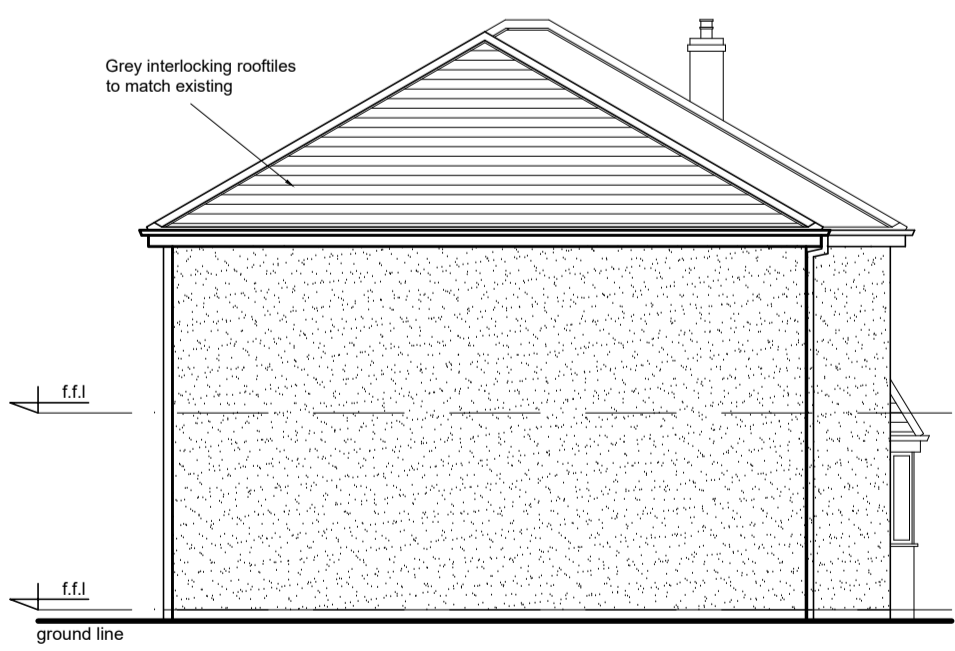 Grey interlocking rooftiles
to match existing
f.f.l
f.f.l
ground line